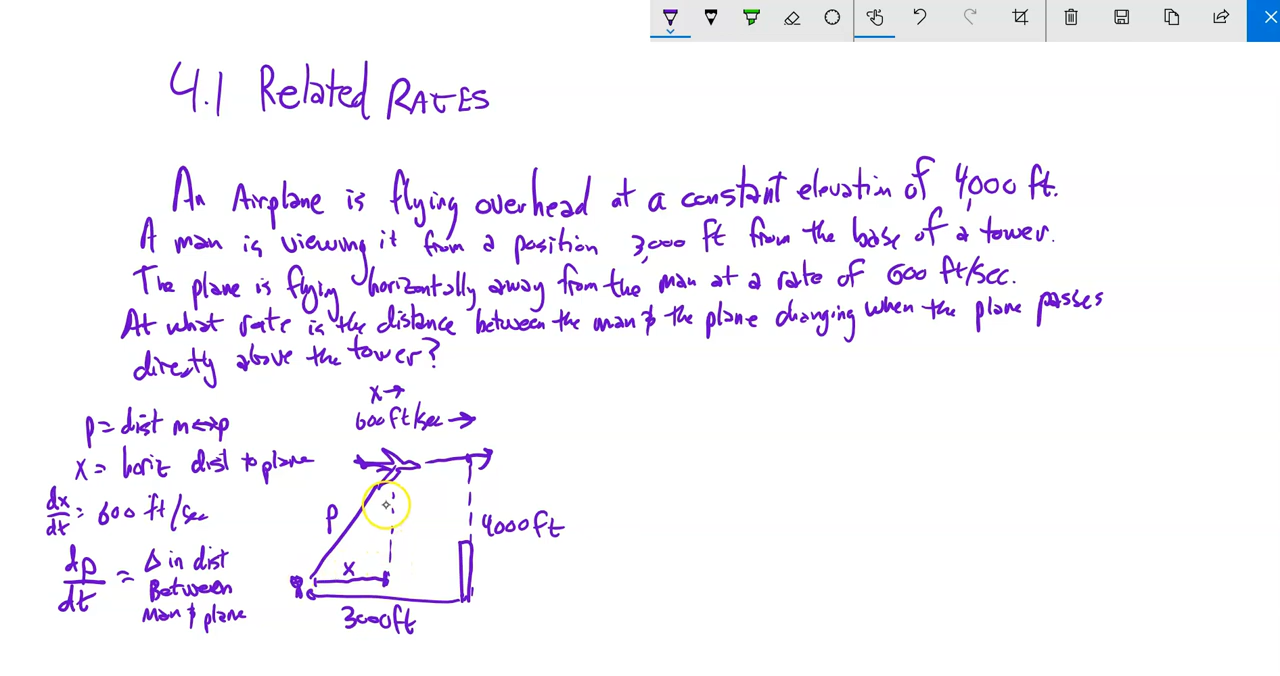 4.1 Related RATES
An Airplane is flying overhead at a constant elevation of 4,000 ft.
A man is viewing it from a position 3,000 ft from the base of a tower.
The plane is flying horizontally away from the man at a rate of 600 ft/sec.
At what rate is the distance between the man & the plane changing when the plane passes
directly above the tower?
p = dist m↔p
x = horiz dist to plane
dx/dt = 600 ft/sec
dp/dt = Δ in dist
Between
Man & plane
x→
600 ft/sec →
p
4000 ft
x
3000 ft